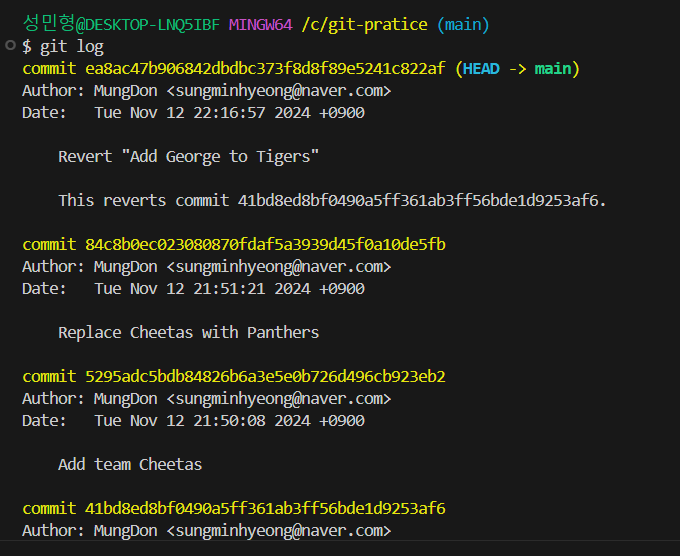 성민형@DESKTOP-LNQ5IBF MINGW64 /c/git-pratice (main)
$ git log
commit ea8ac47b906842dbdbc373f8d8f89e5241c822af (HEAD -> main)
Author: MungDon <sungminhyeong@naver.com>
Date:   Tue Nov 12 22:16:57 2024 +0900

    Revert "Add George to Tigers"

    This reverts commit 41bd8ed8bf0490a5ff361ab3ff56bde1d9253af6.

commit 84c8b0ec023080870fdaf5a3939d45f0a10de5fb
Author: MungDon <sungminhyeong@naver.com>
Date:   Tue Nov 12 21:51:21 2024 +0900

    Replace Cheetas with Panthers

commit 5295adc5bdb84826b6a3e5e0b726d496cb923eb2
Author: MungDon <sungminhyeong@naver.com>
Date:   Tue Nov 12 21:50:08 2024 +0900

    Add team Cheetas

commit 41bd8ed8bf0490a5ff361ab3ff56bde1d9253af6
Author: MungDon <sungminhyeong@naver.com>